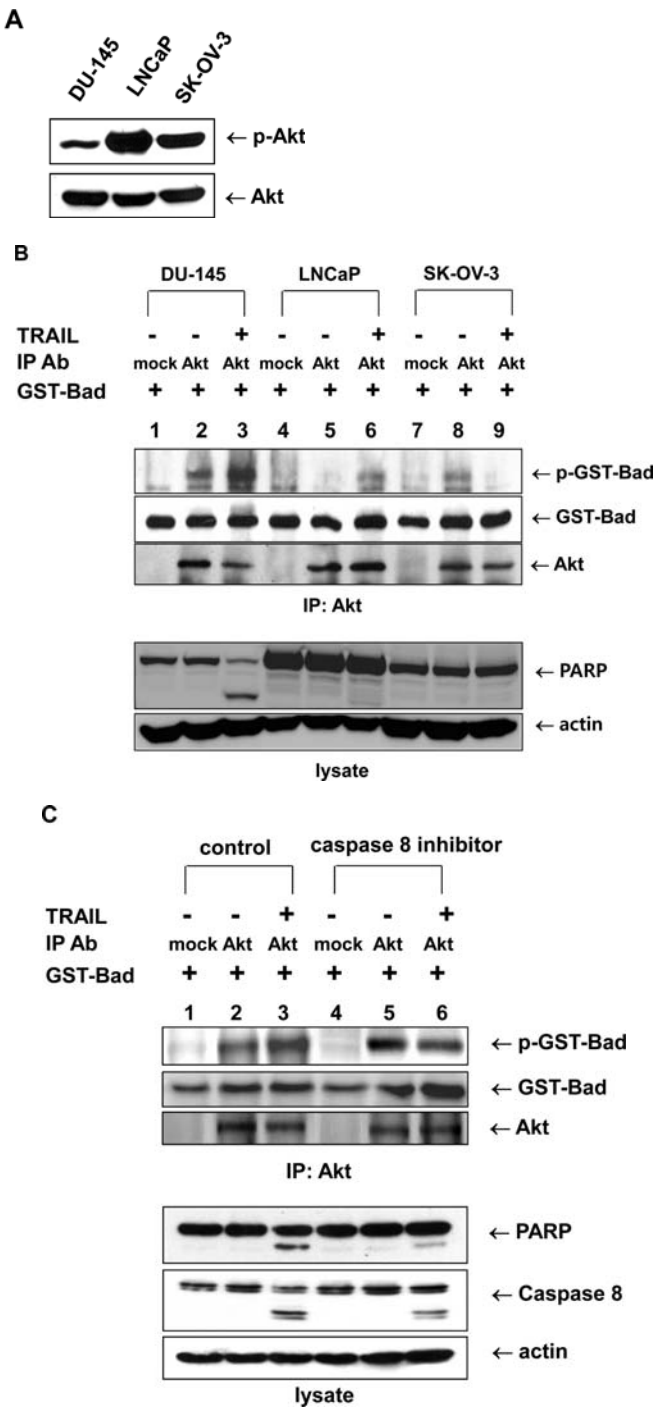 A
DU-145 LNCaP SK-OV-3
← p-Akt
← Akt
B
DU-145 LNCaP SK-OV-3
TRAIL - - + - - + - - +
IP Ab mock Akt Akt mock Akt Akt mock Akt Akt
GST-Bad + + + + + + + + +
1 2 3 4 5 6 7 8 9
← p-GST-Bad
← GST-Bad
← Akt
IP: Akt
← PARP
← actin
lysate
C
control caspase 8 inhibitor
TRAIL - - + - - +
IP Ab mock Akt Akt mock Akt Akt
GST-Bad + + + + + +
1 2 3 4 5 6
← p-GST-Bad
← GST-Bad
← Akt
IP: Akt
← PARP
← Caspase 8
← actin
lysate